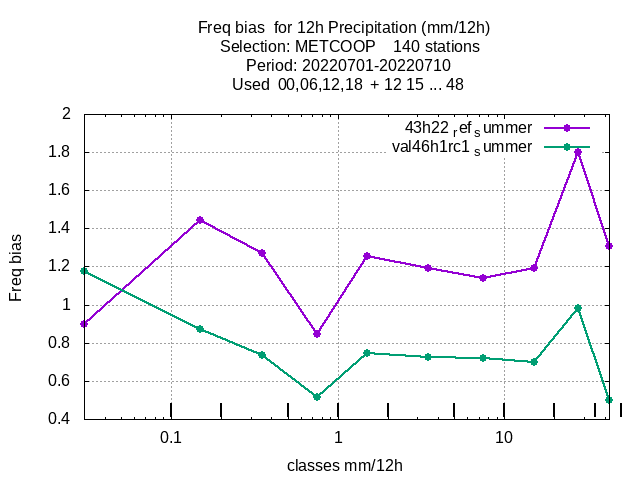 Freq bias  for 12h Precipitation (mm/12h)
Selection: METCOOP    140 stations
Period: 20220701-20220710
Used  00,06,12,18  + 12 15 ... 48
43h22 ref summer
val46h1rc1 summer
2
1.8
1.6
1.4
1.2
1
0.8
0.6
0.4
Freq bias
0.1 1 10
classes mm/12h